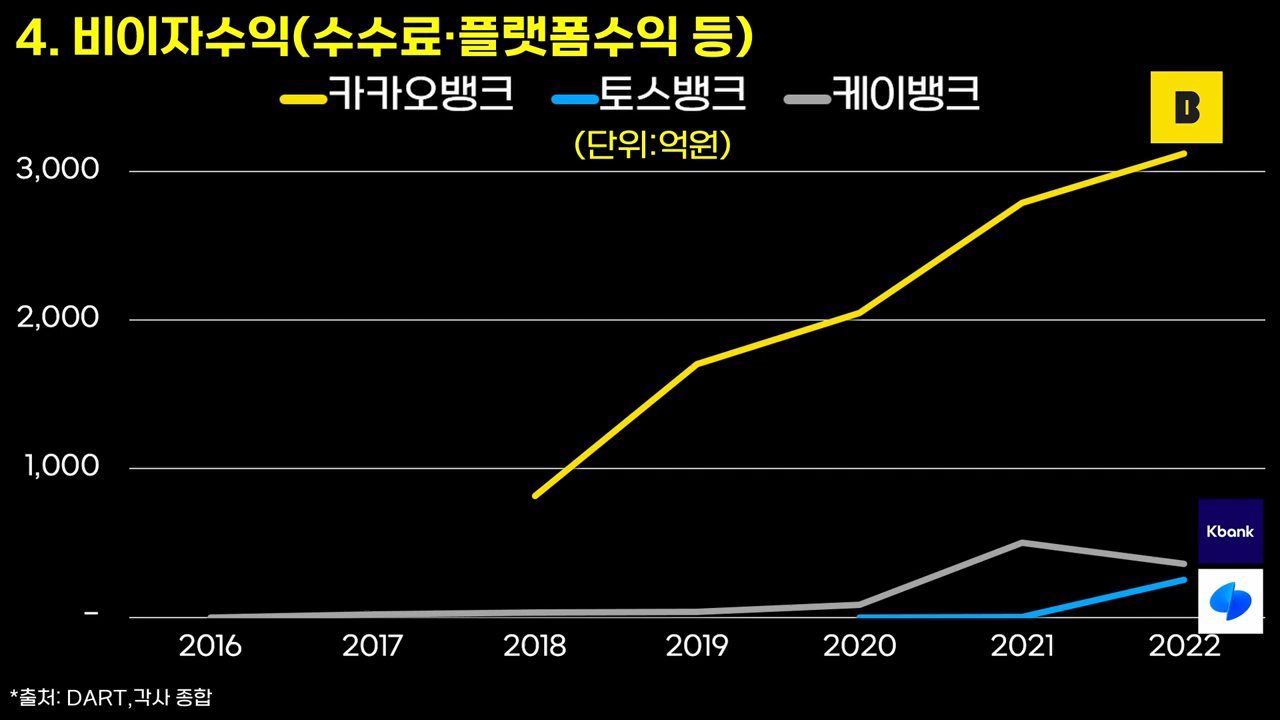 4. 비이자수익(수수료·플랫폼수익 등)
카카오뱅크 토스뱅크 케이뱅크
B
(단위:억원)
3,000
2,000
1,000
Kbank
–
2016 2017 2018 2019 2020 2021 2022
*출처: DART,각사 종합